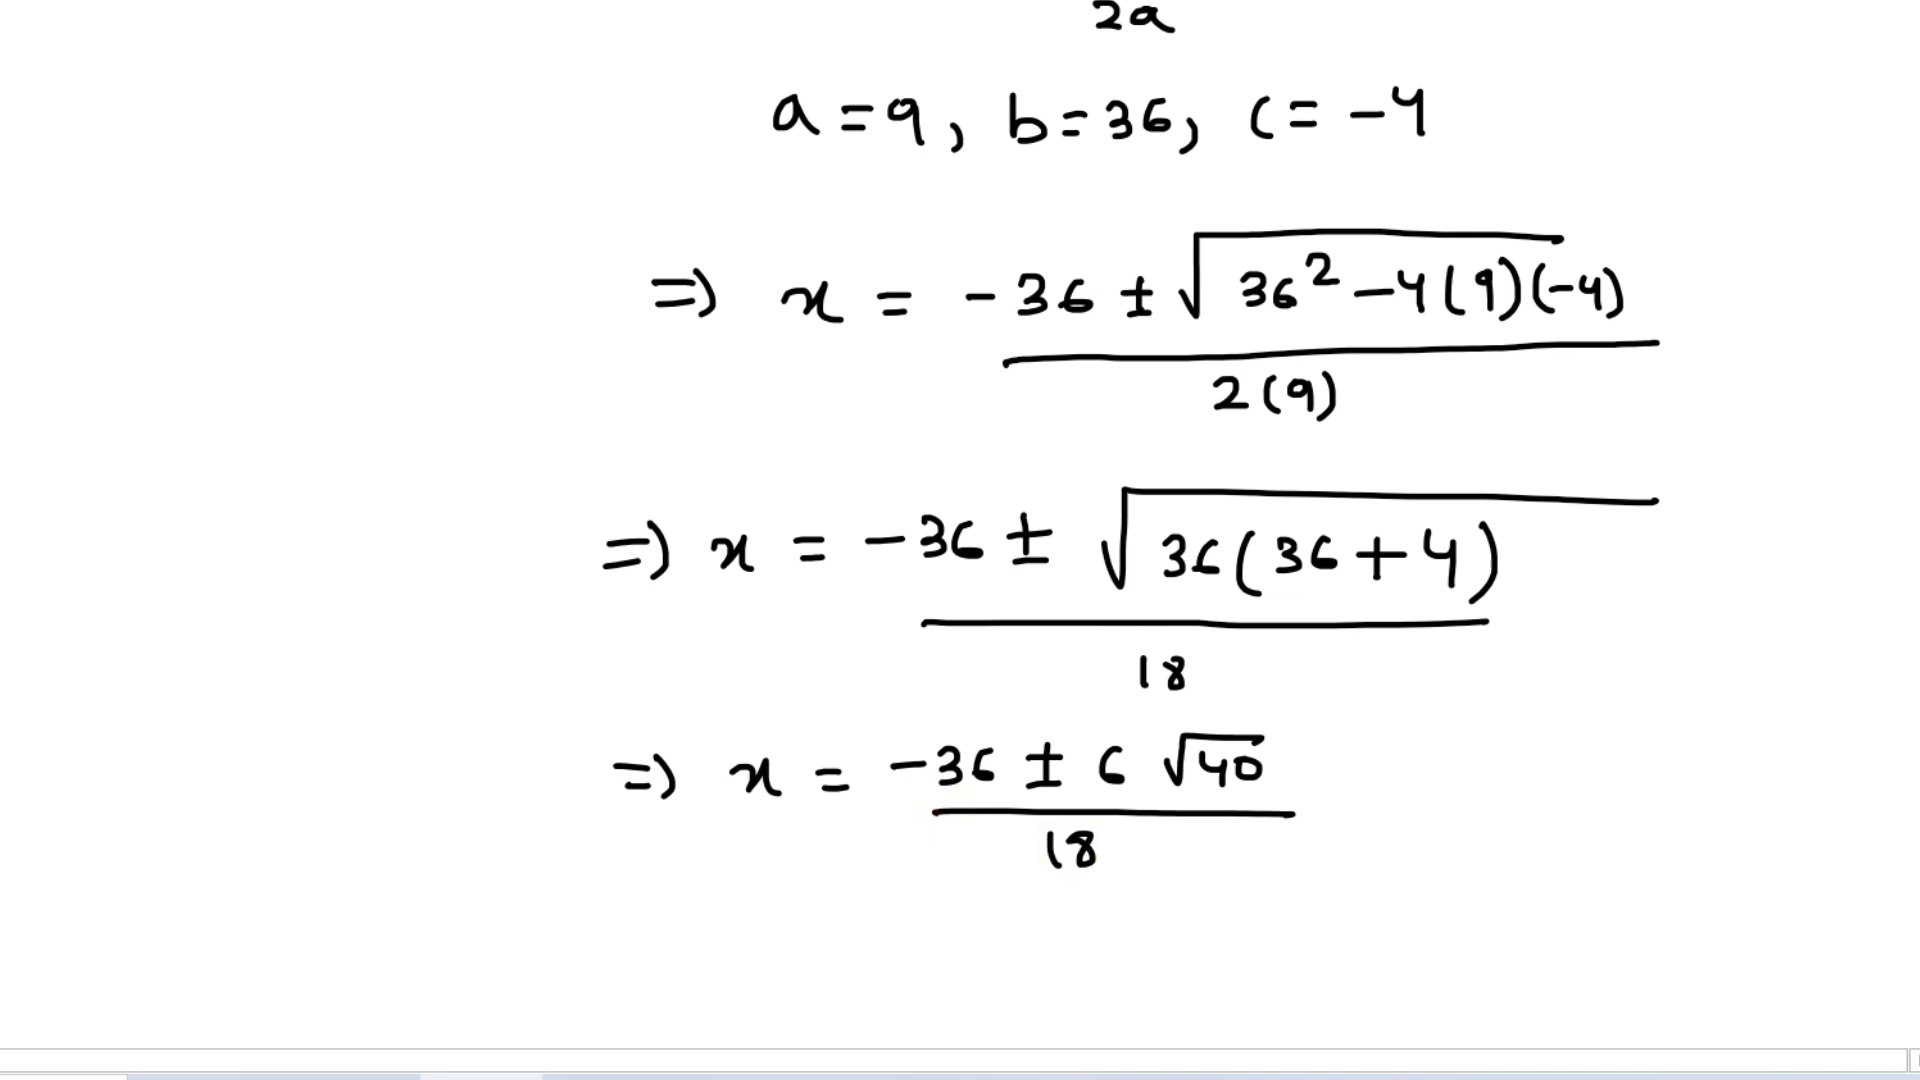 2a
a = 9, b = 36, c = -4
=> x = -36 ± √36² - 4(9)(-4)
2(9)
=> x = -36 ± √36(36+4)
18
=> x = -36 ± 6 √40
18